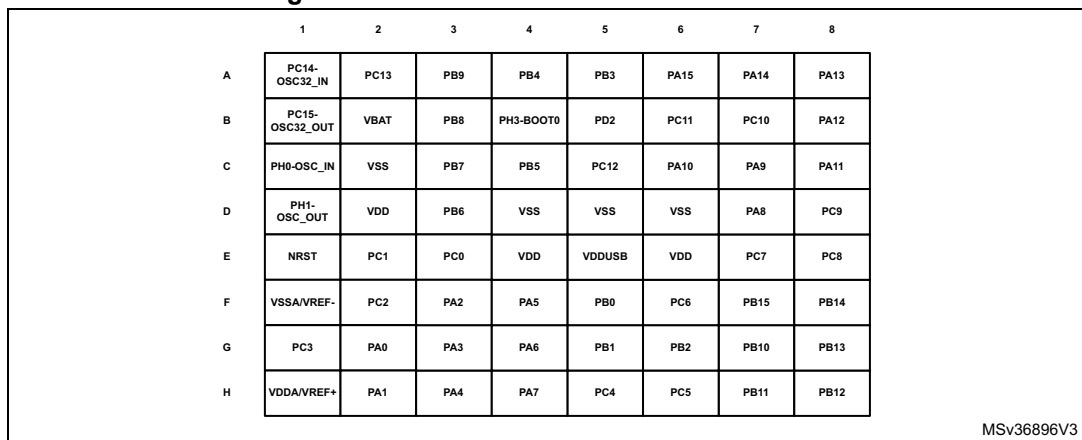 1 2 3 4 5 6 7 8
A PC14-OSC32_IN PC13 PB9 PB4 PB3 PA15 PA14 PA13
B PC15-OSC32_OUT VBAT PB8 PH3-BOOT0 PD2 PC11 PC10 PA12
C PH0-OSC_IN VSS PB7 PB5 PC12 PA10 PA9 PA11
D PH1-OSC_OUT VDD PB6 VSS VSS VSS PA8 PC9
E NRST PC1 PC0 VDD VDDUSB VDD PC7 PC8
F VSSA/VREF- PC2 PA2 PA5 PB0 PC6 PB15 PB14
G PC3 PA0 PA3 PA6 PB1 PB2 PB10 PB13
H VDDA/VREF+ PA1 PA4 PA7 PC4 PC5 PB11 PB12
MSv36896V3